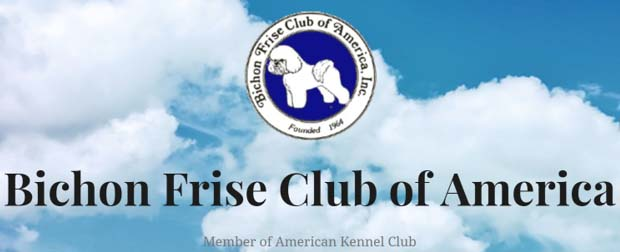 Bichon Frise Club of America, Inc.
Founded 1964
Bichon Frise Club of America
Member of American Kennel Club